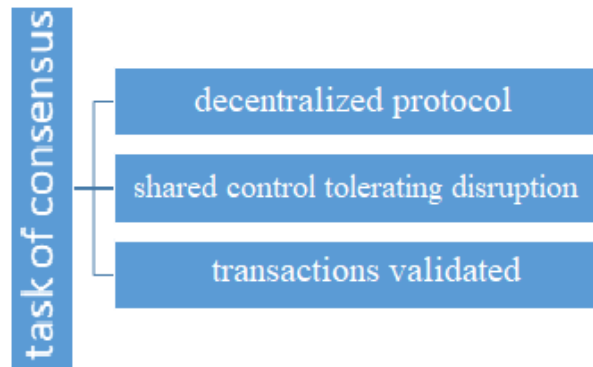 task of consensus
decentralized protocol
shared control tolerating disruption
transactions validated